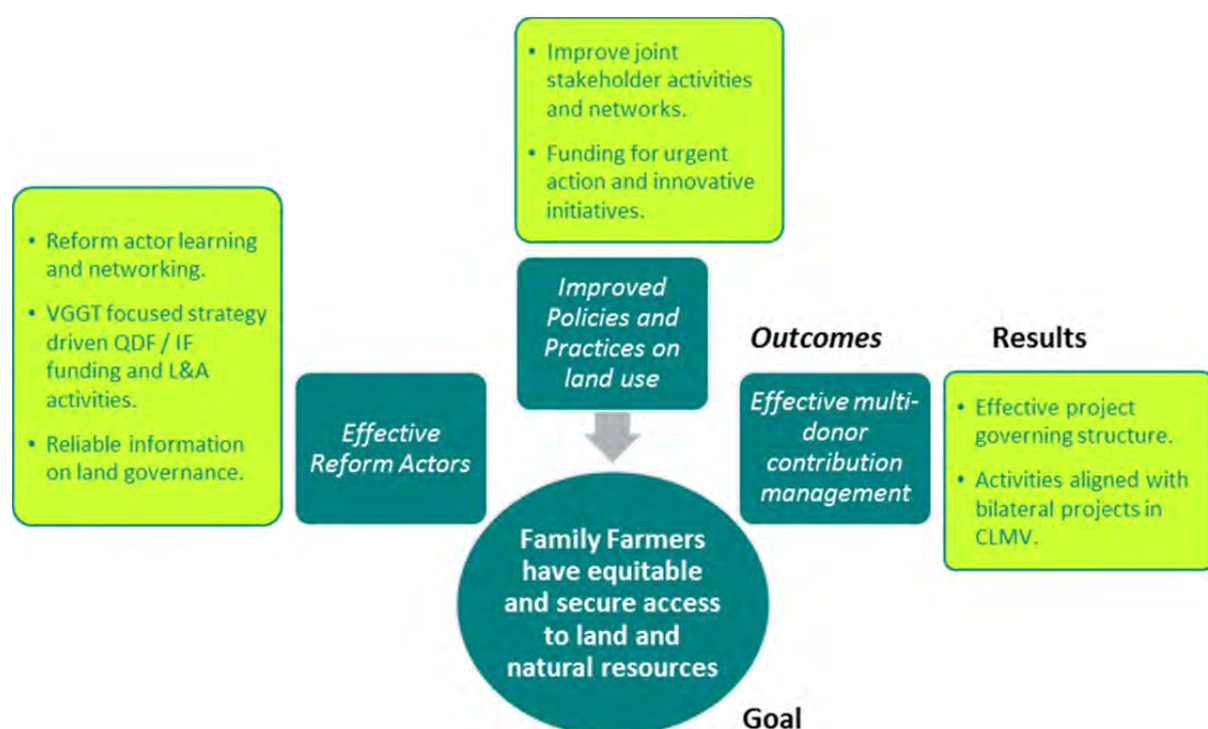 • Improve joint
stakeholder activities
and networks.
• Funding for urgent
action and innovative
initiatives.
• Reform actor learning
and networking.
• VGGT focused strategy
driven QDF / IF
funding and L&A
activities.
• Reliable information
on land governance.
Effective
Reform Actors
Improved
Policies and
Practices on
land use
Outcomes
Results
Effective multi-
donor
contribution
management
• Effective project
governing structure.
• Activities aligned with
bilateral projects in
CLMV.
Family Farmers
have equitable
and secure access
to land and
natural resources
Goal